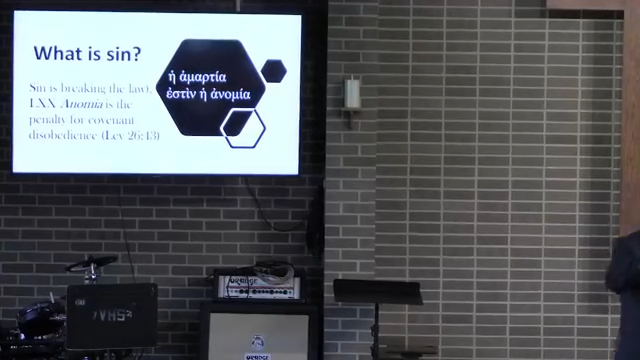 What is sin?
Sin is breaking the law),
LXX Anomia is the
penalty for covenant
disobedience (Lev 26:43)
ἡ ἁμαρτία
ἐστὶν ἡ ἀνομία
ORANGE